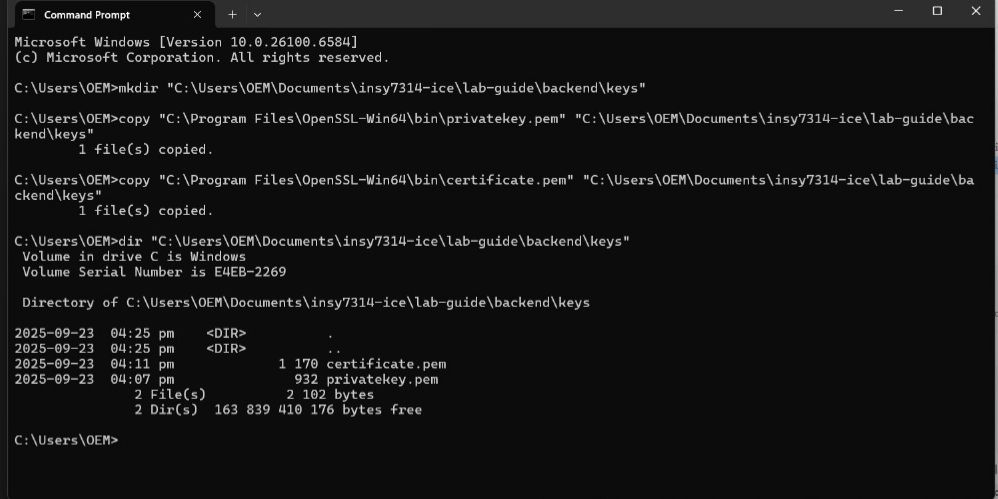 Command Prompt
Microsoft Windows [Version 10.0.26100.6584]
(c) Microsoft Corporation. All rights reserved.
C:\Users\OEM>mkdir "C:\Users\OEM\Documents\insy7314-ice\lab-guide\backend\keys"
C:\Users\OEM>copy "C:\Program Files\OpenSSL-Win64\bin\privatekey.pem" "C:\Users\OEM\Documents\insy7314-ice\lab-guide\bac
kend\keys"
        1 file(s) copied.
C:\Users\OEM>copy "C:\Program Files\OpenSSL-Win64\bin\certificate.pem" "C:\Users\OEM\Documents\insy7314-ice\lab-guide\ba
ckend\keys"
        1 file(s) copied.
C:\Users\OEM>dir "C:\Users\OEM\Documents\insy7314-ice\lab-guide\backend\keys"
 Volume in drive C is Windows
 Volume Serial Number is E4EB-2269
 Directory of C:\Users\OEM\Documents\insy7314-ice\lab-guide\backend\keys
2025-09-23  04:25 pm    <DIR>          .
2025-09-23  04:25 pm    <DIR>          ..
2025-09-23  04:11 pm             1 170 certificate.pem
2025-09-23  04:07 pm               932 privatekey.pem
               2 File(s)          2 102 bytes
               2 Dir(s)  163 839 410 176 bytes free
C:\Users\OEM>